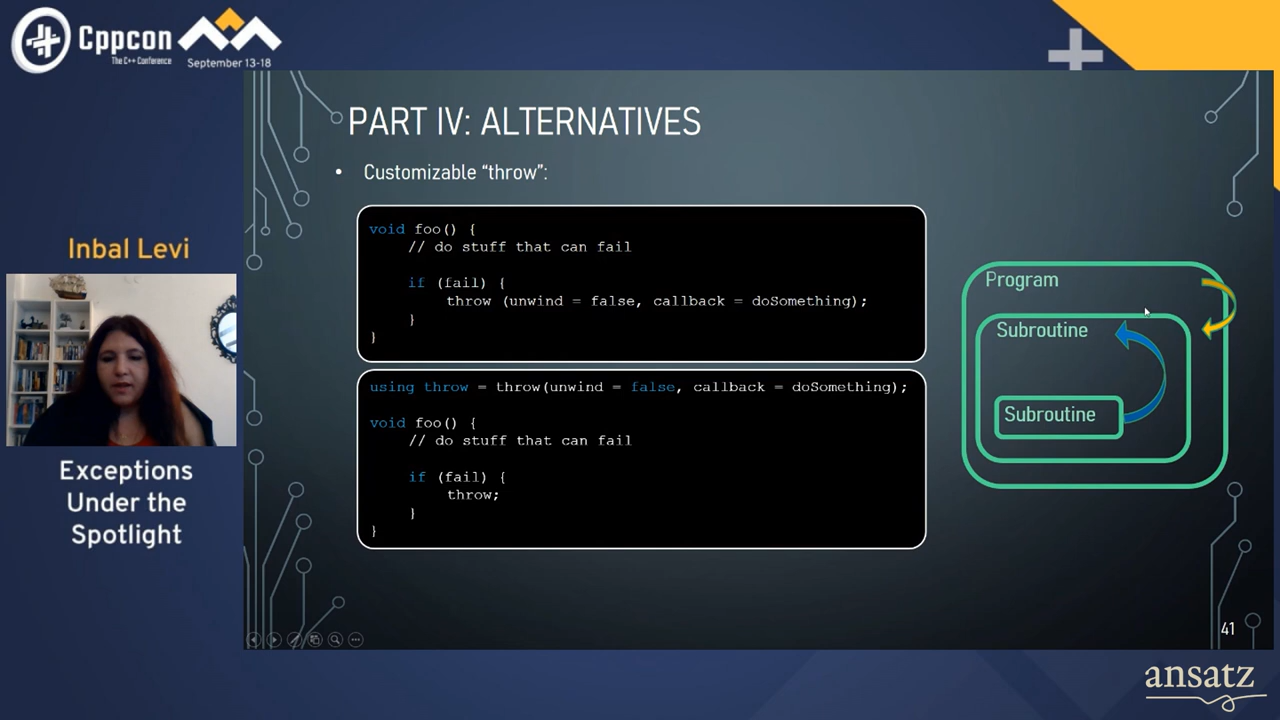 Cppcon
The C++ Conference
September 13-18
PART IV: ALTERNATIVES
• Customizable “throw”:
void foo() {
// do stuff that can fail
if (fail) {
throw (unwind = false, callback = doSomething);
}
}
using throw = throw(unwind = false, callback = doSomething);
void foo() {
// do stuff that can fail
if (fail) {
throw;
}
}
Program
Subroutine
Subroutine
41
Inbal Levi
Exceptions
Under the
Spotlight
ansatz